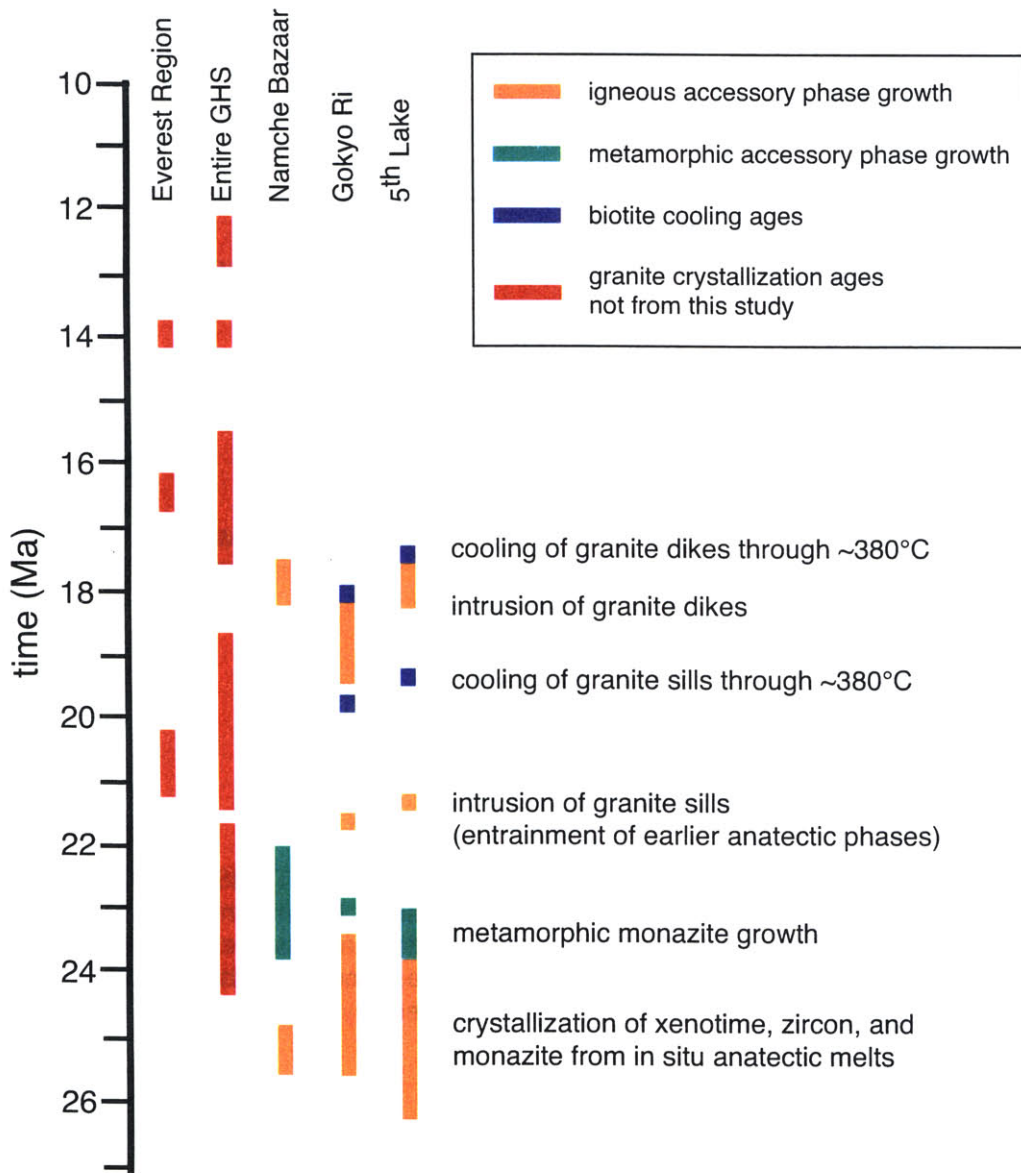 Everest Region
Entire GHS
Namche Bazaar
Gokyo Ri
5th Lake
igneous accessory phase growth
metamorphic accessory phase growth
biotite cooling ages
granite crystallization ages
not from this study
time (Ma)
10
12
14
16
18
20
22
24
26
cooling of granite dikes through ~380°C
intrusion of granite dikes
cooling of granite sills through ~380°C
intrusion of granite sills
(entrainment of earlier anatectic phases)
metamorphic monazite growth
crystallization of xenotime, zircon, and
monazite from in situ anatectic melts